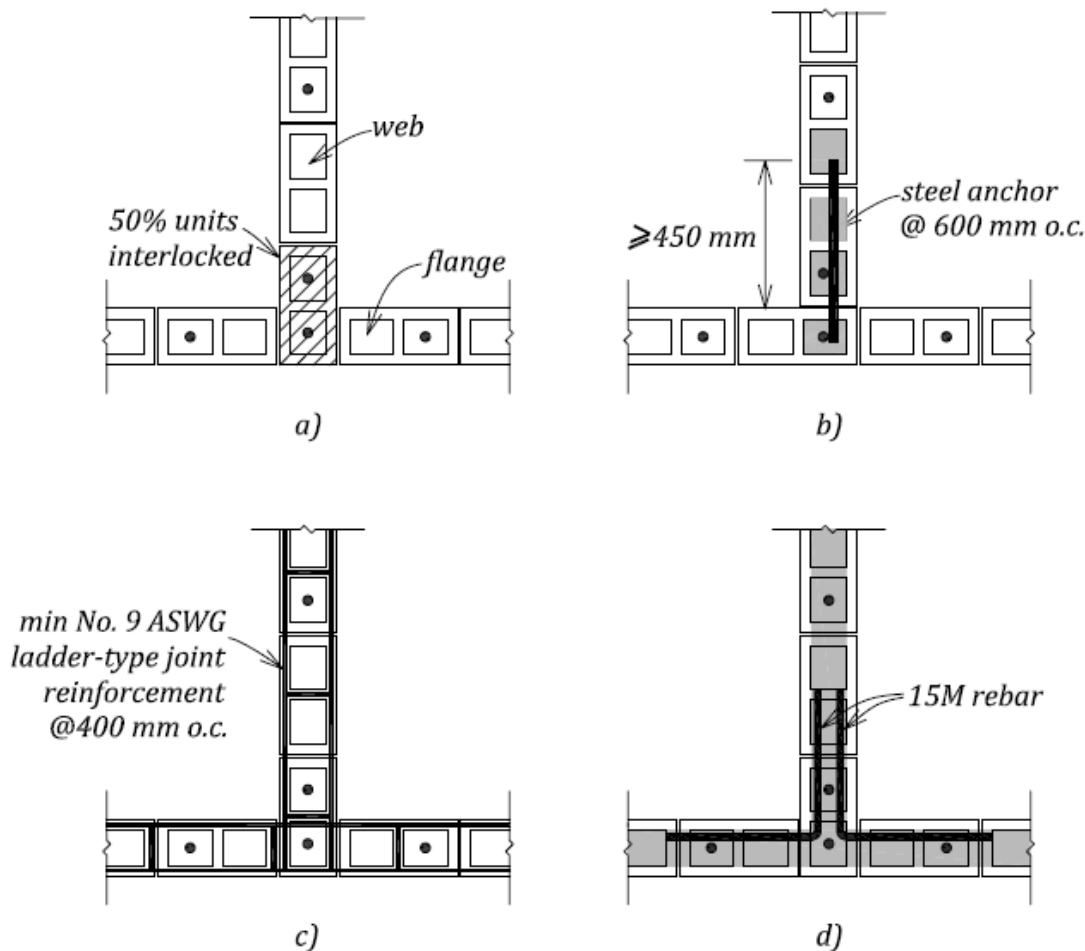 web
50% units
interlocked
flange
a)
steel anchor
@ 600 mm o.c.
⩾450 mm
b)
min No. 9 ASWG
ladder-type joint
reinforcement
@400 mm o.c.
c)
15M rebar
d)